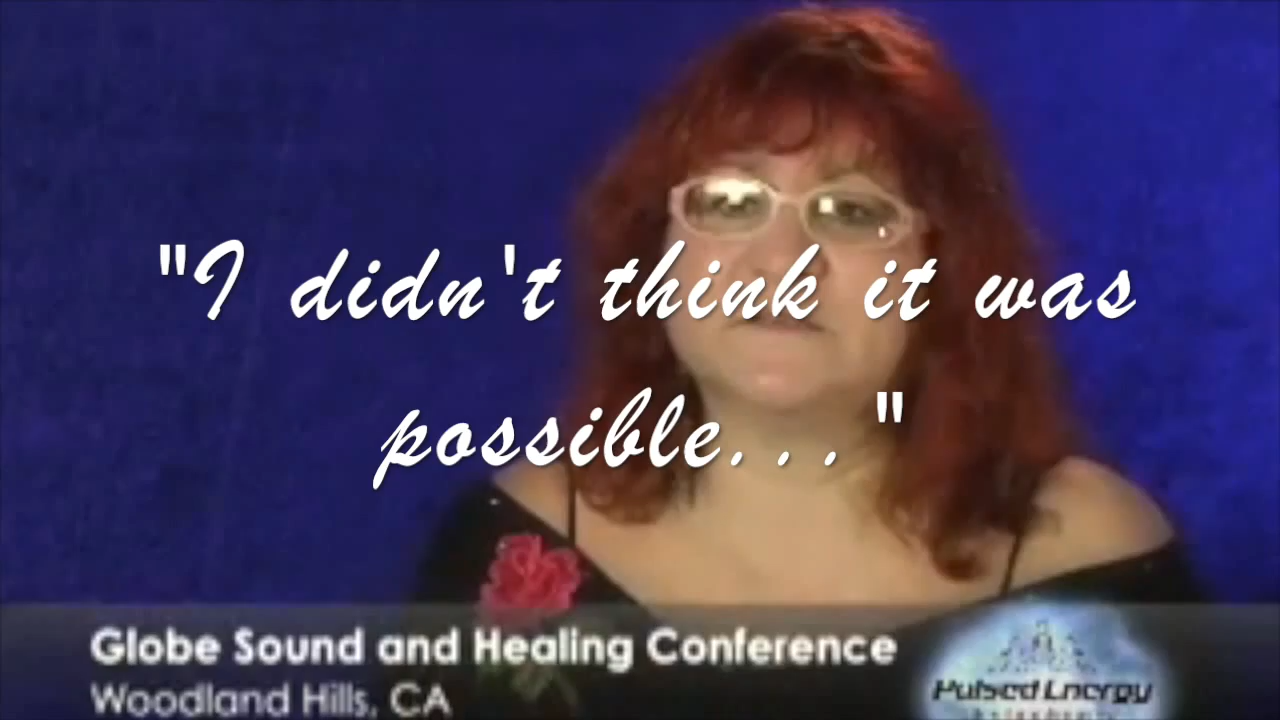 "I didn't think it was
possible..."
Globe Sound and Healing Conference
Woodland Hills, CA
Pulsed Energy